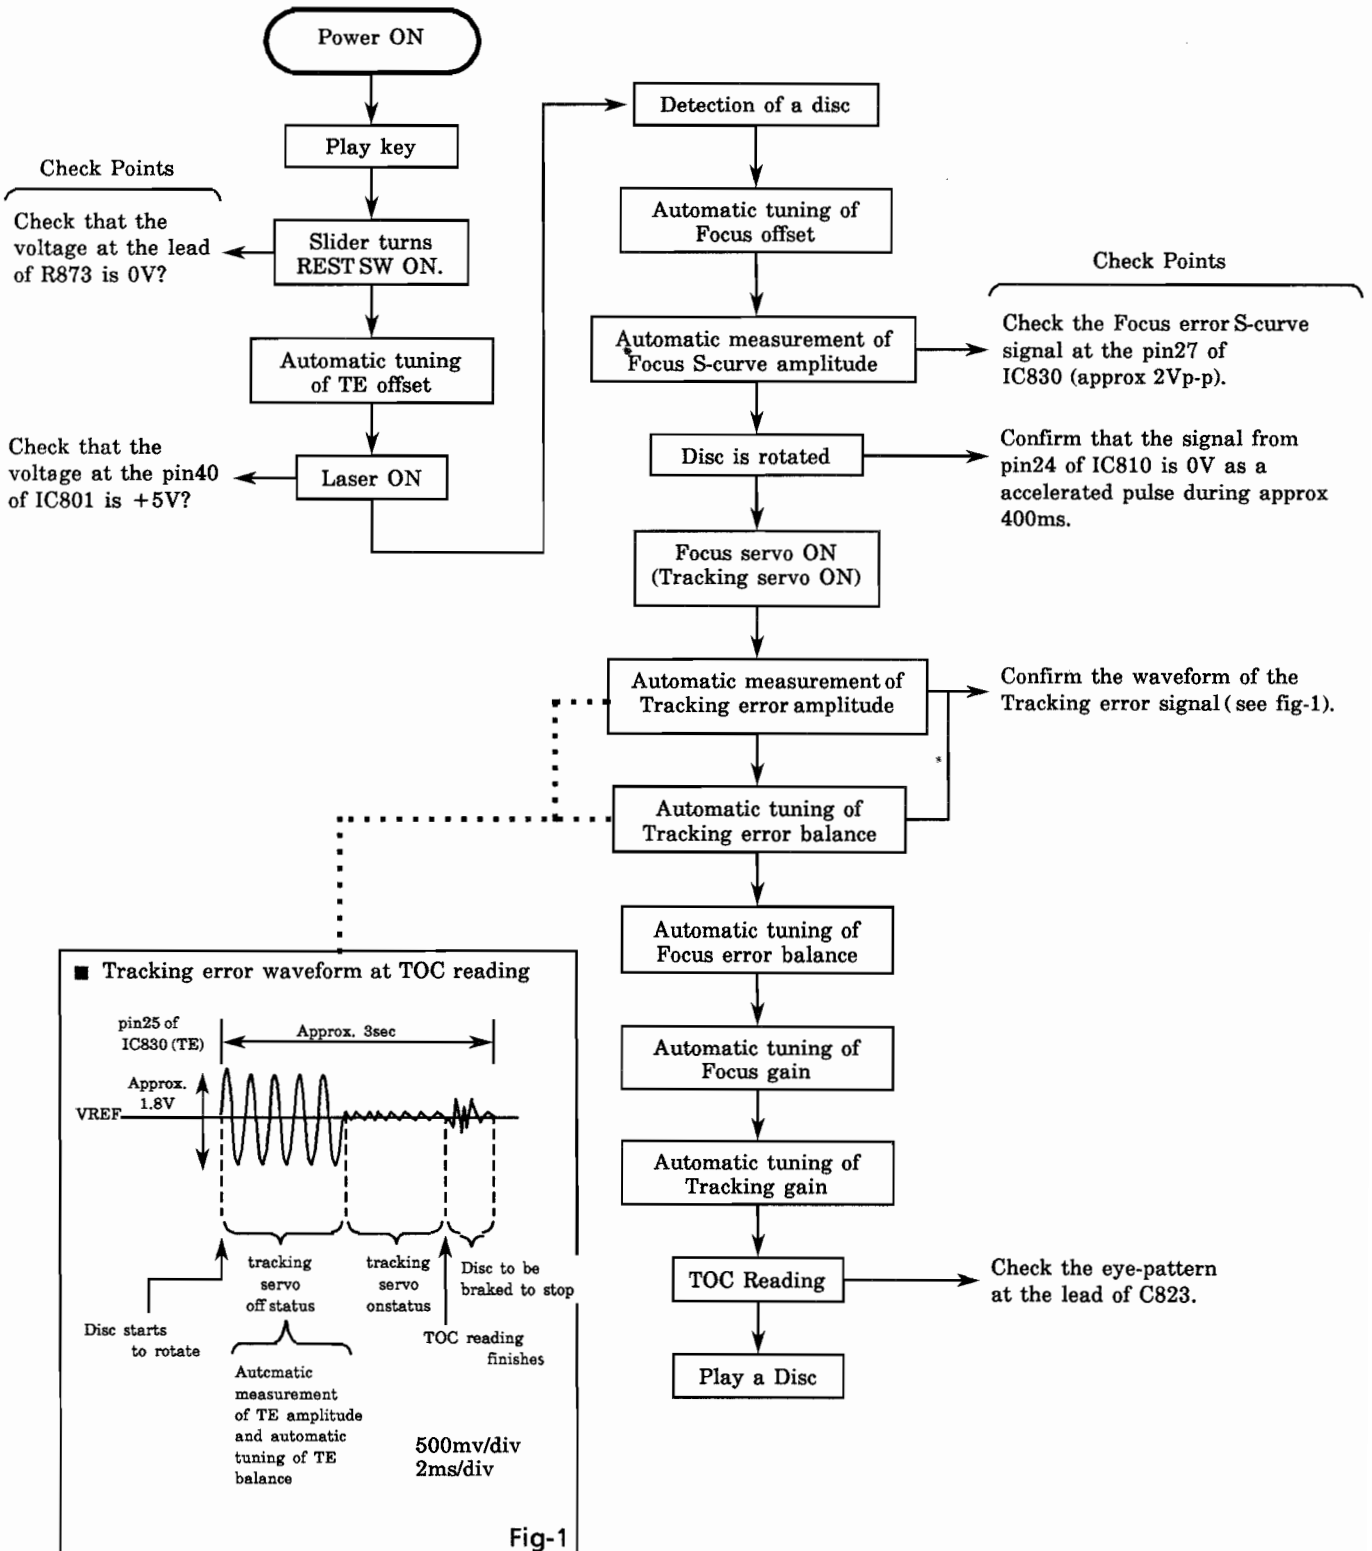 Power ON
Play key
Check Points
Check that the
voltage at the lead
of R873 is 0V?
Slider turns
REST SW ON.
Automatic tuning
of TE offset
Check that the
voltage at the pin40
of IC801 is +5V?
Laser ON
Detection of a disc
Automatic tuning of
Focus offset
Check Points
Automatic measurement of
Focus S-curve amplitude
Check the Focus error S-curve
signal at the pin27 of
IC830 (approx 2Vp-p).
Disc is rotated
Confirm that the signal from
pin24 of IC810 is 0V as a
accelerated pulse during approx
400ms.
Focus servo ON
(Tracking servo ON)
Automatic measurement of
Tracking error amplitude
Confirm the waveform of the
Tracking error signal (see fig-1).
Automatic tuning of
Tracking error balance
Automatic tuning of
Focus error balance
Automatic tuning of
Focus gain
Automatic tuning of
Tracking gain
TOC Reading
Check the eye-pattern
at the lead of C823.
Play a Disc
■ Tracking error waveform at TOC reading
pin25 of
IC830 (TE)
Approx. 3sec
Approx.
1.8V
VREF
tracking
servo
off status
tracking
servo
onstatus
Disc to be
braked to stop
Disc starts
to rotate
TOC reading
finishes
Automatic
measurement
of TE amplitude
and automatic
tuning of TE
balance
500mv/div
2ms/div
Fig-1